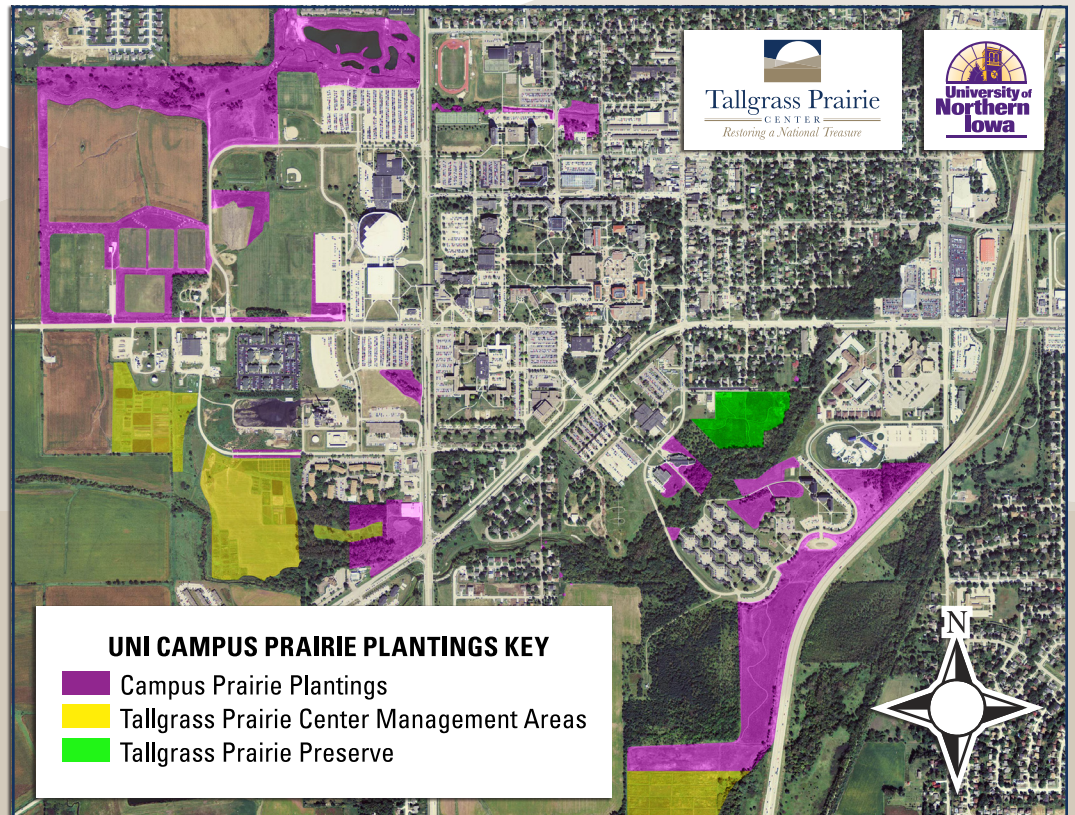 Tallgrass Prairie
CENTER
Restoring a National Treasure
University of
Northern
Iowa
UNI CAMPUS PRAIRIE PLANTINGS KEY
Campus Prairie Plantings
Tallgrass Prairie Center Management Areas
Tallgrass Prairie Preserve
N